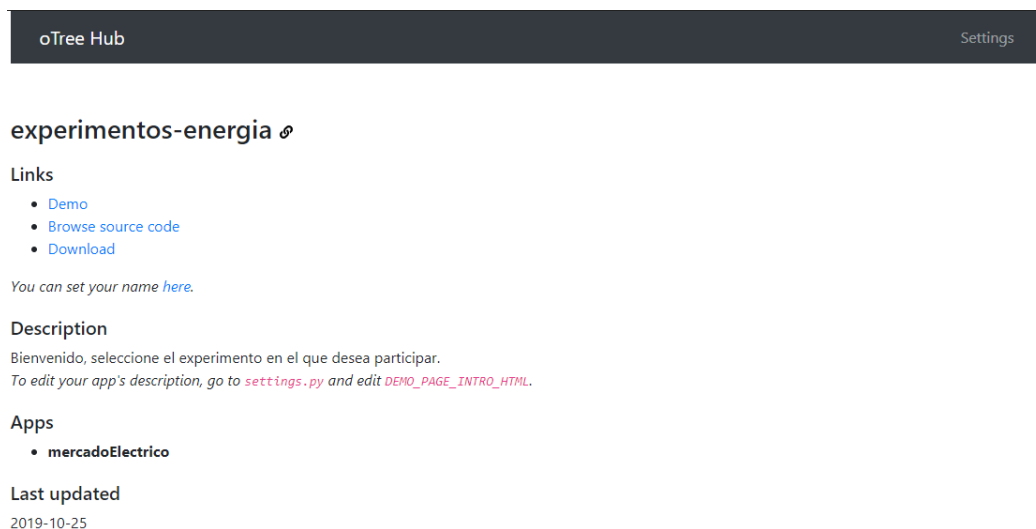 oTree Hub
Settings
experimentos-energia
Links
Demo
Browse source code
Download
You can set your name here.
Description
Bienvenido, seleccione el experimento en el que desea participar.
To edit your app's description, go to settings.py and edit DEMO_PAGE_INTRO_HTML.
Apps
mercadoElectrico
Last updated
2019-10-25